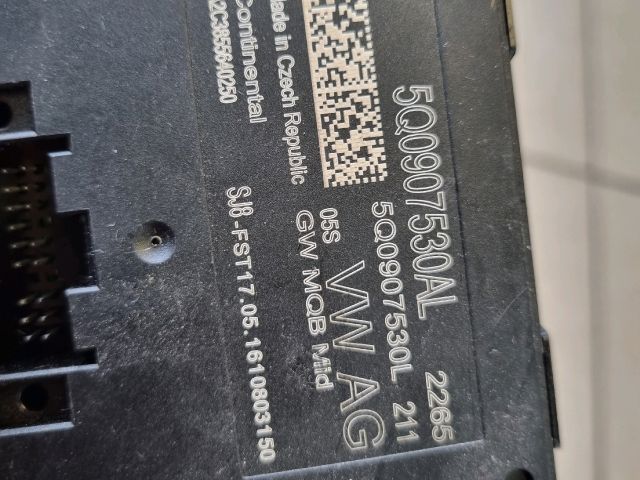 5Q0907530AL 2265
5Q0907530L 211
VW AG
05S
GW MQB Mid
Made in Czech Republic
Continental
A2C3855640250
SJ8-FST17.05.1610803150